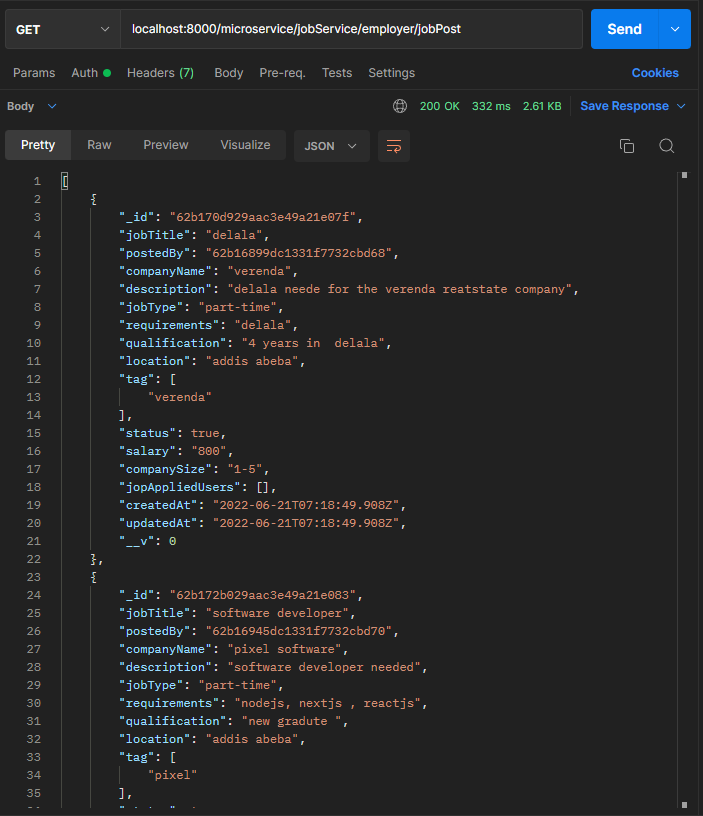 GET localhost:8000/microservice/jobService/employer/jobPost Send
Params Auth Headers (7) Body Pre-req. Tests Settings Cookies
Body 200 OK 332 ms 2.61 KB Save Response
Pretty Raw Preview Visualize JSON
1 [
2 {
3 "_id": "62b170d929aac3e49a21e07f",
4 "jobTitle": "delala",
5 "postedBy": "62b16899dc1331f7732cbd68",
6 "companyName": "verenda",
7 "description": "delala neede for the verenda reatstate company",
8 "jobType": "part-time",
9 "requirements": "delala",
10 "qualification": "4 years in  delala",
11 "location": "addis abeba",
12 "tag": [
13 "verenda"
14 ],
15 "status": true,
16 "salary": "800",
17 "companySize": "1-5",
18 "jopAppliedUsers": [],
19 "createdAt": "2022-06-21T07:18:49.908Z",
20 "updatedAt": "2022-06-21T07:18:49.908Z",
21 "__v": 0
22 },
23 {
24 "_id": "62b172b029aac3e49a21e083",
25 "jobTitle": "software developer",
26 "postedBy": "62b16945dc1331f7732cbd70",
27 "companyName": "pixel software",
28 "description": "software developer needed",
29 "jobType": "part-time",
30 "requirements": "nodejs, nextjs , reactjs",
31 "qualification": "new gradute ",
32 "location": "addis abeba",
33 "tag": [
34 "pixel"
35 ],